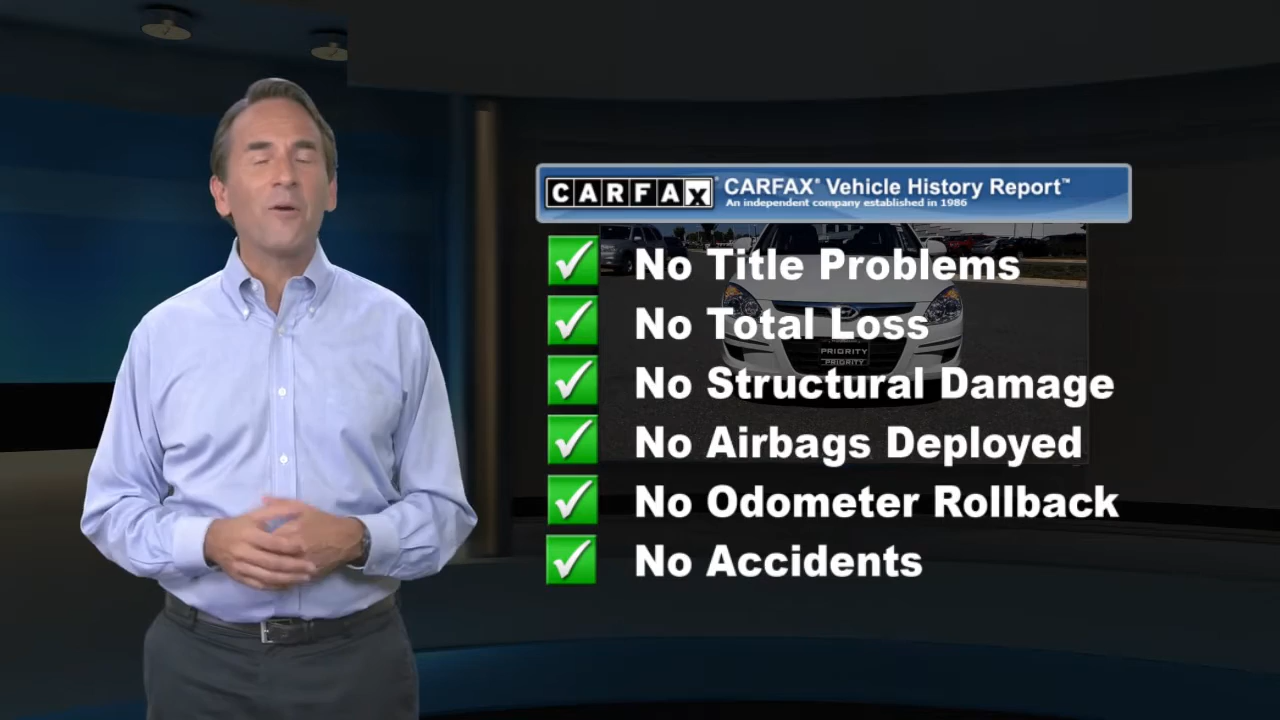 CARFAX® CARFAX® Vehicle History Report™
An independent company established in 1986
No Title Problems
No Total Loss
PRIORITY
PRIORITY
No Structural Damage
No Airbags Deployed
No Odometer Rollback
No Accidents